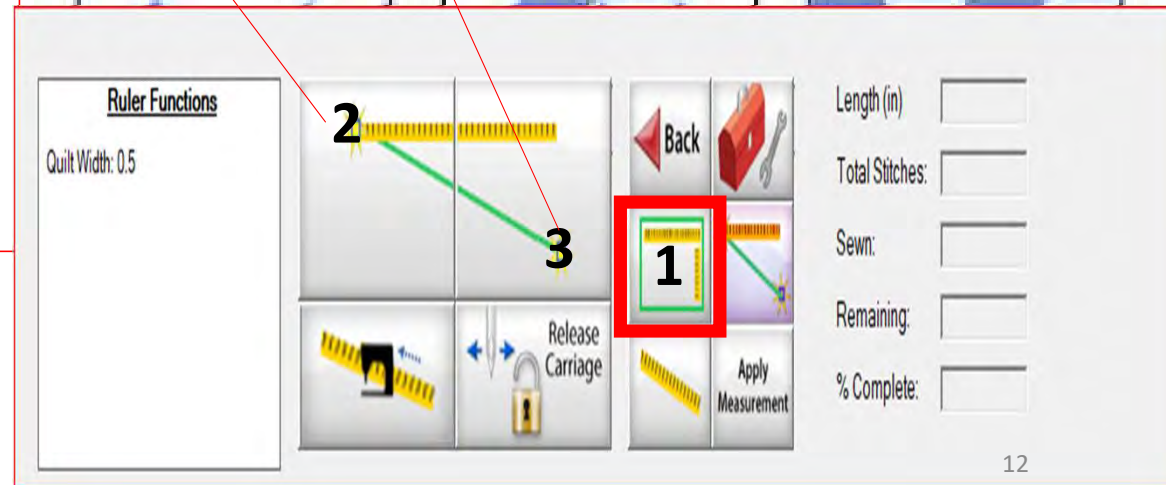 Ruler Functions
Quilt Width: 0.5
2
3
Release
Carriage
Back
1
Apply
Measurement
Length (in)
Total Stitches:
Sewn:
Remaining:
% Complete:
12